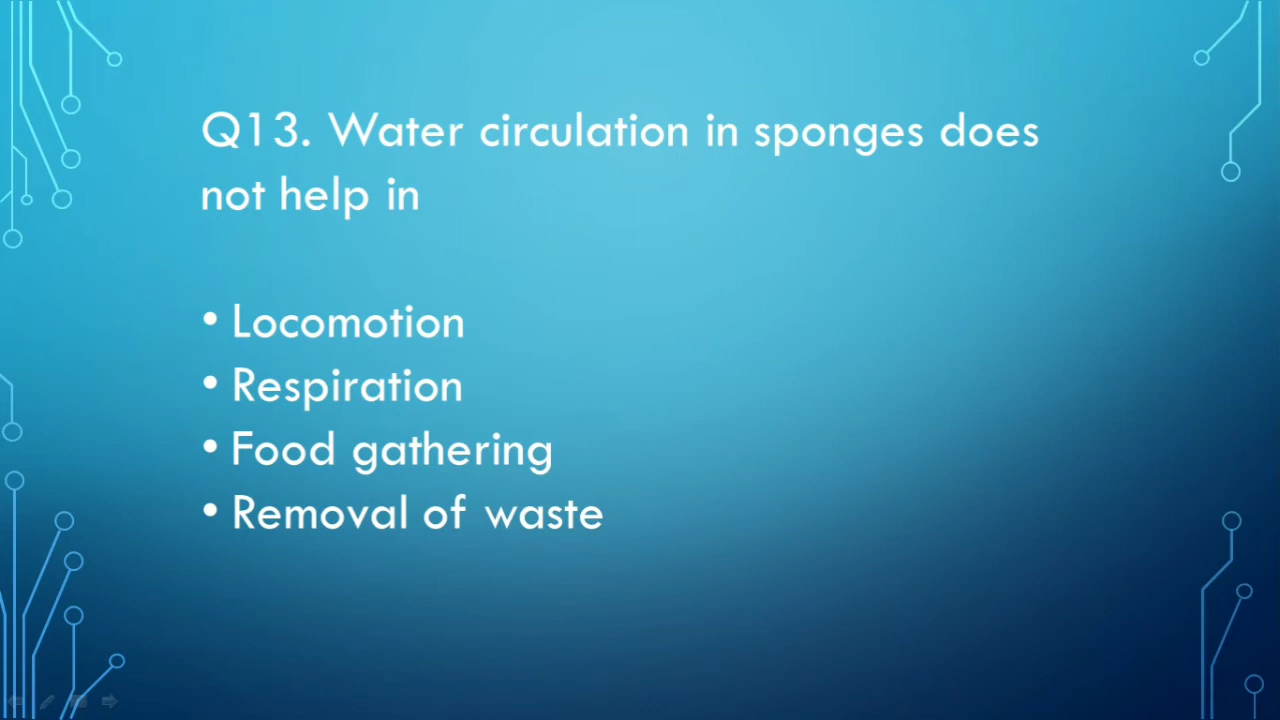 Q13. Water circulation in sponges does
not help in
• Locomotion
• Respiration
• Food gathering
• Removal of waste